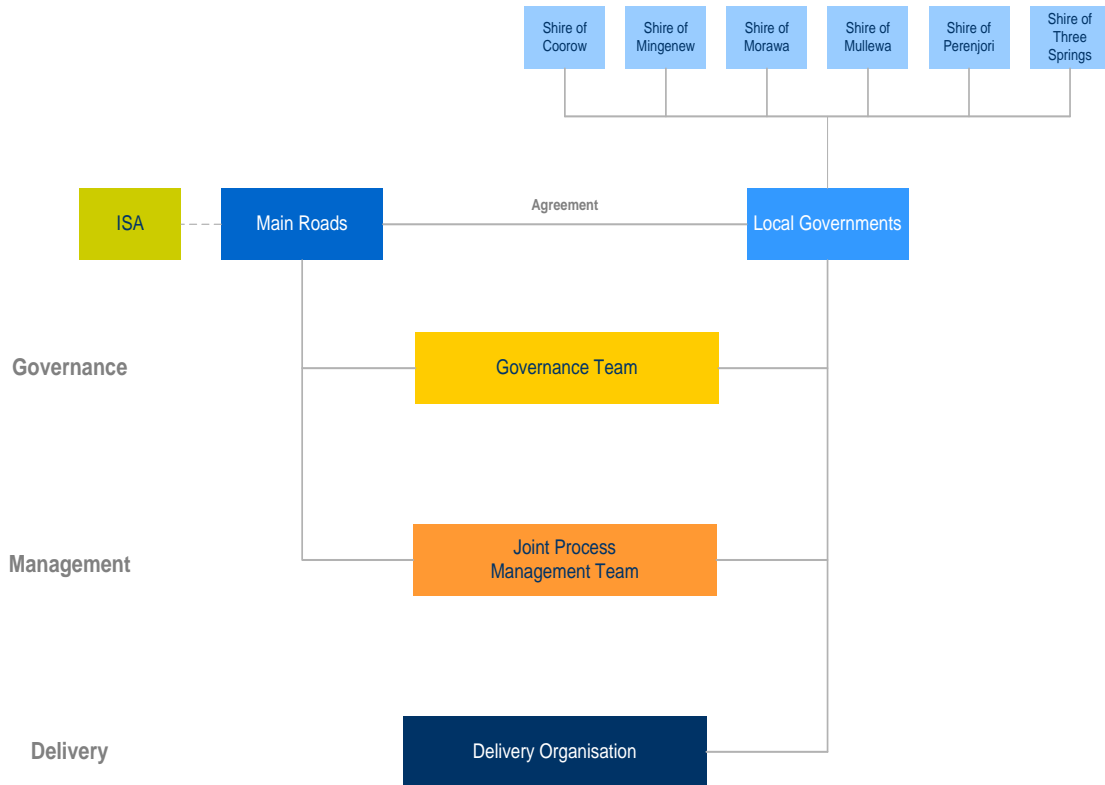 Shire of
Coorow
Shire of
Mingenew
Shire of
Morawa
Shire of
Mullewa
Shire of
Perenjori
Shire of
Three
Springs
ISA
Main Roads
Agreement
Local Governments
Governance
Governance Team
Management
Joint Process
Management Team
Delivery
Delivery Organisation